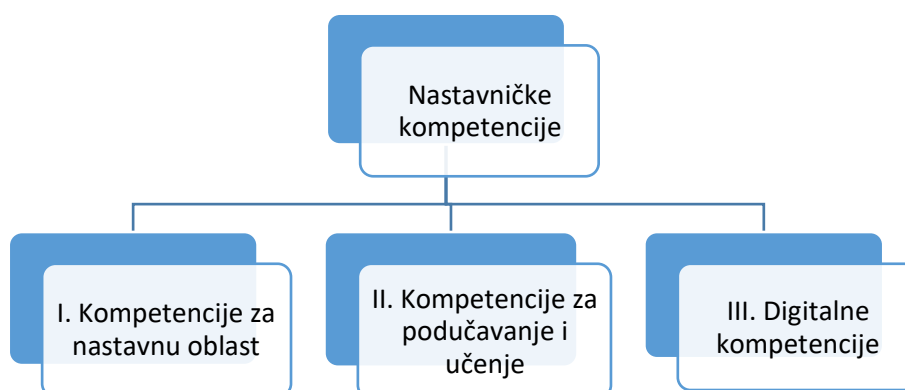 Nastavničke
kompetencije
I. Kompetencije za
nastavnu oblast
II. Kompetencije za
podučavanje i
učenje
III. Digitalne
kompetencije